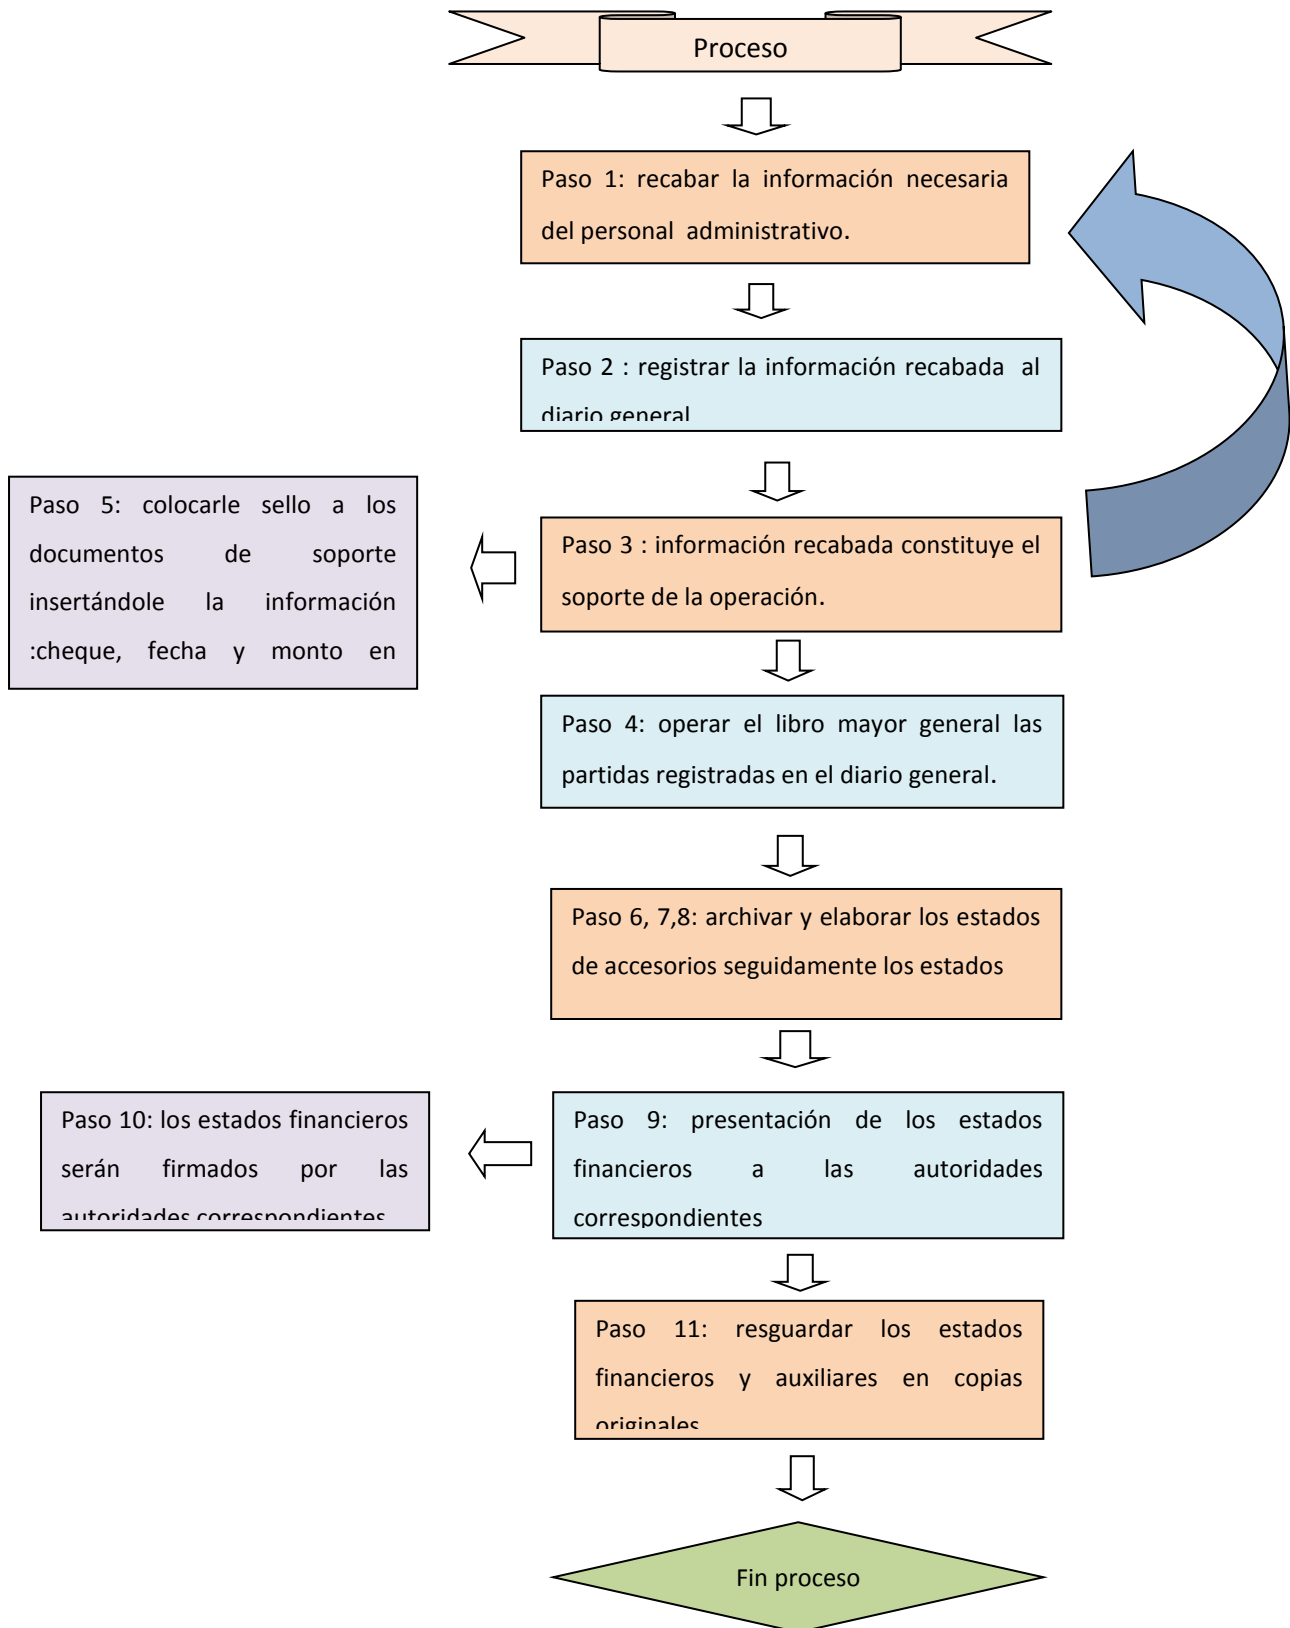 Proceso
Paso 1: recabar la información necesaria
del personal administrativo.
Paso 2 : registrar la información recabada al
diario general
Paso 3 : información recabada constituye el
soporte de la operación.
Paso 5: colocarle sello a los
documentos de soporte
insertándole la información
:cheque, fecha y monto en
Paso 4: operar el libro mayor general las
partidas registradas en el diario general.
Paso 6, 7,8: archivar y elaborar los estados
de accesorios seguidamente los estados
Paso 9: presentación de los estados
financieros a las autoridades
correspondientes
Paso 10: los estados financieros
serán firmados por las
autoridades correspondientes
Paso 11: resguardar los estados
financieros y auxiliares en copias
originales
Fin proceso